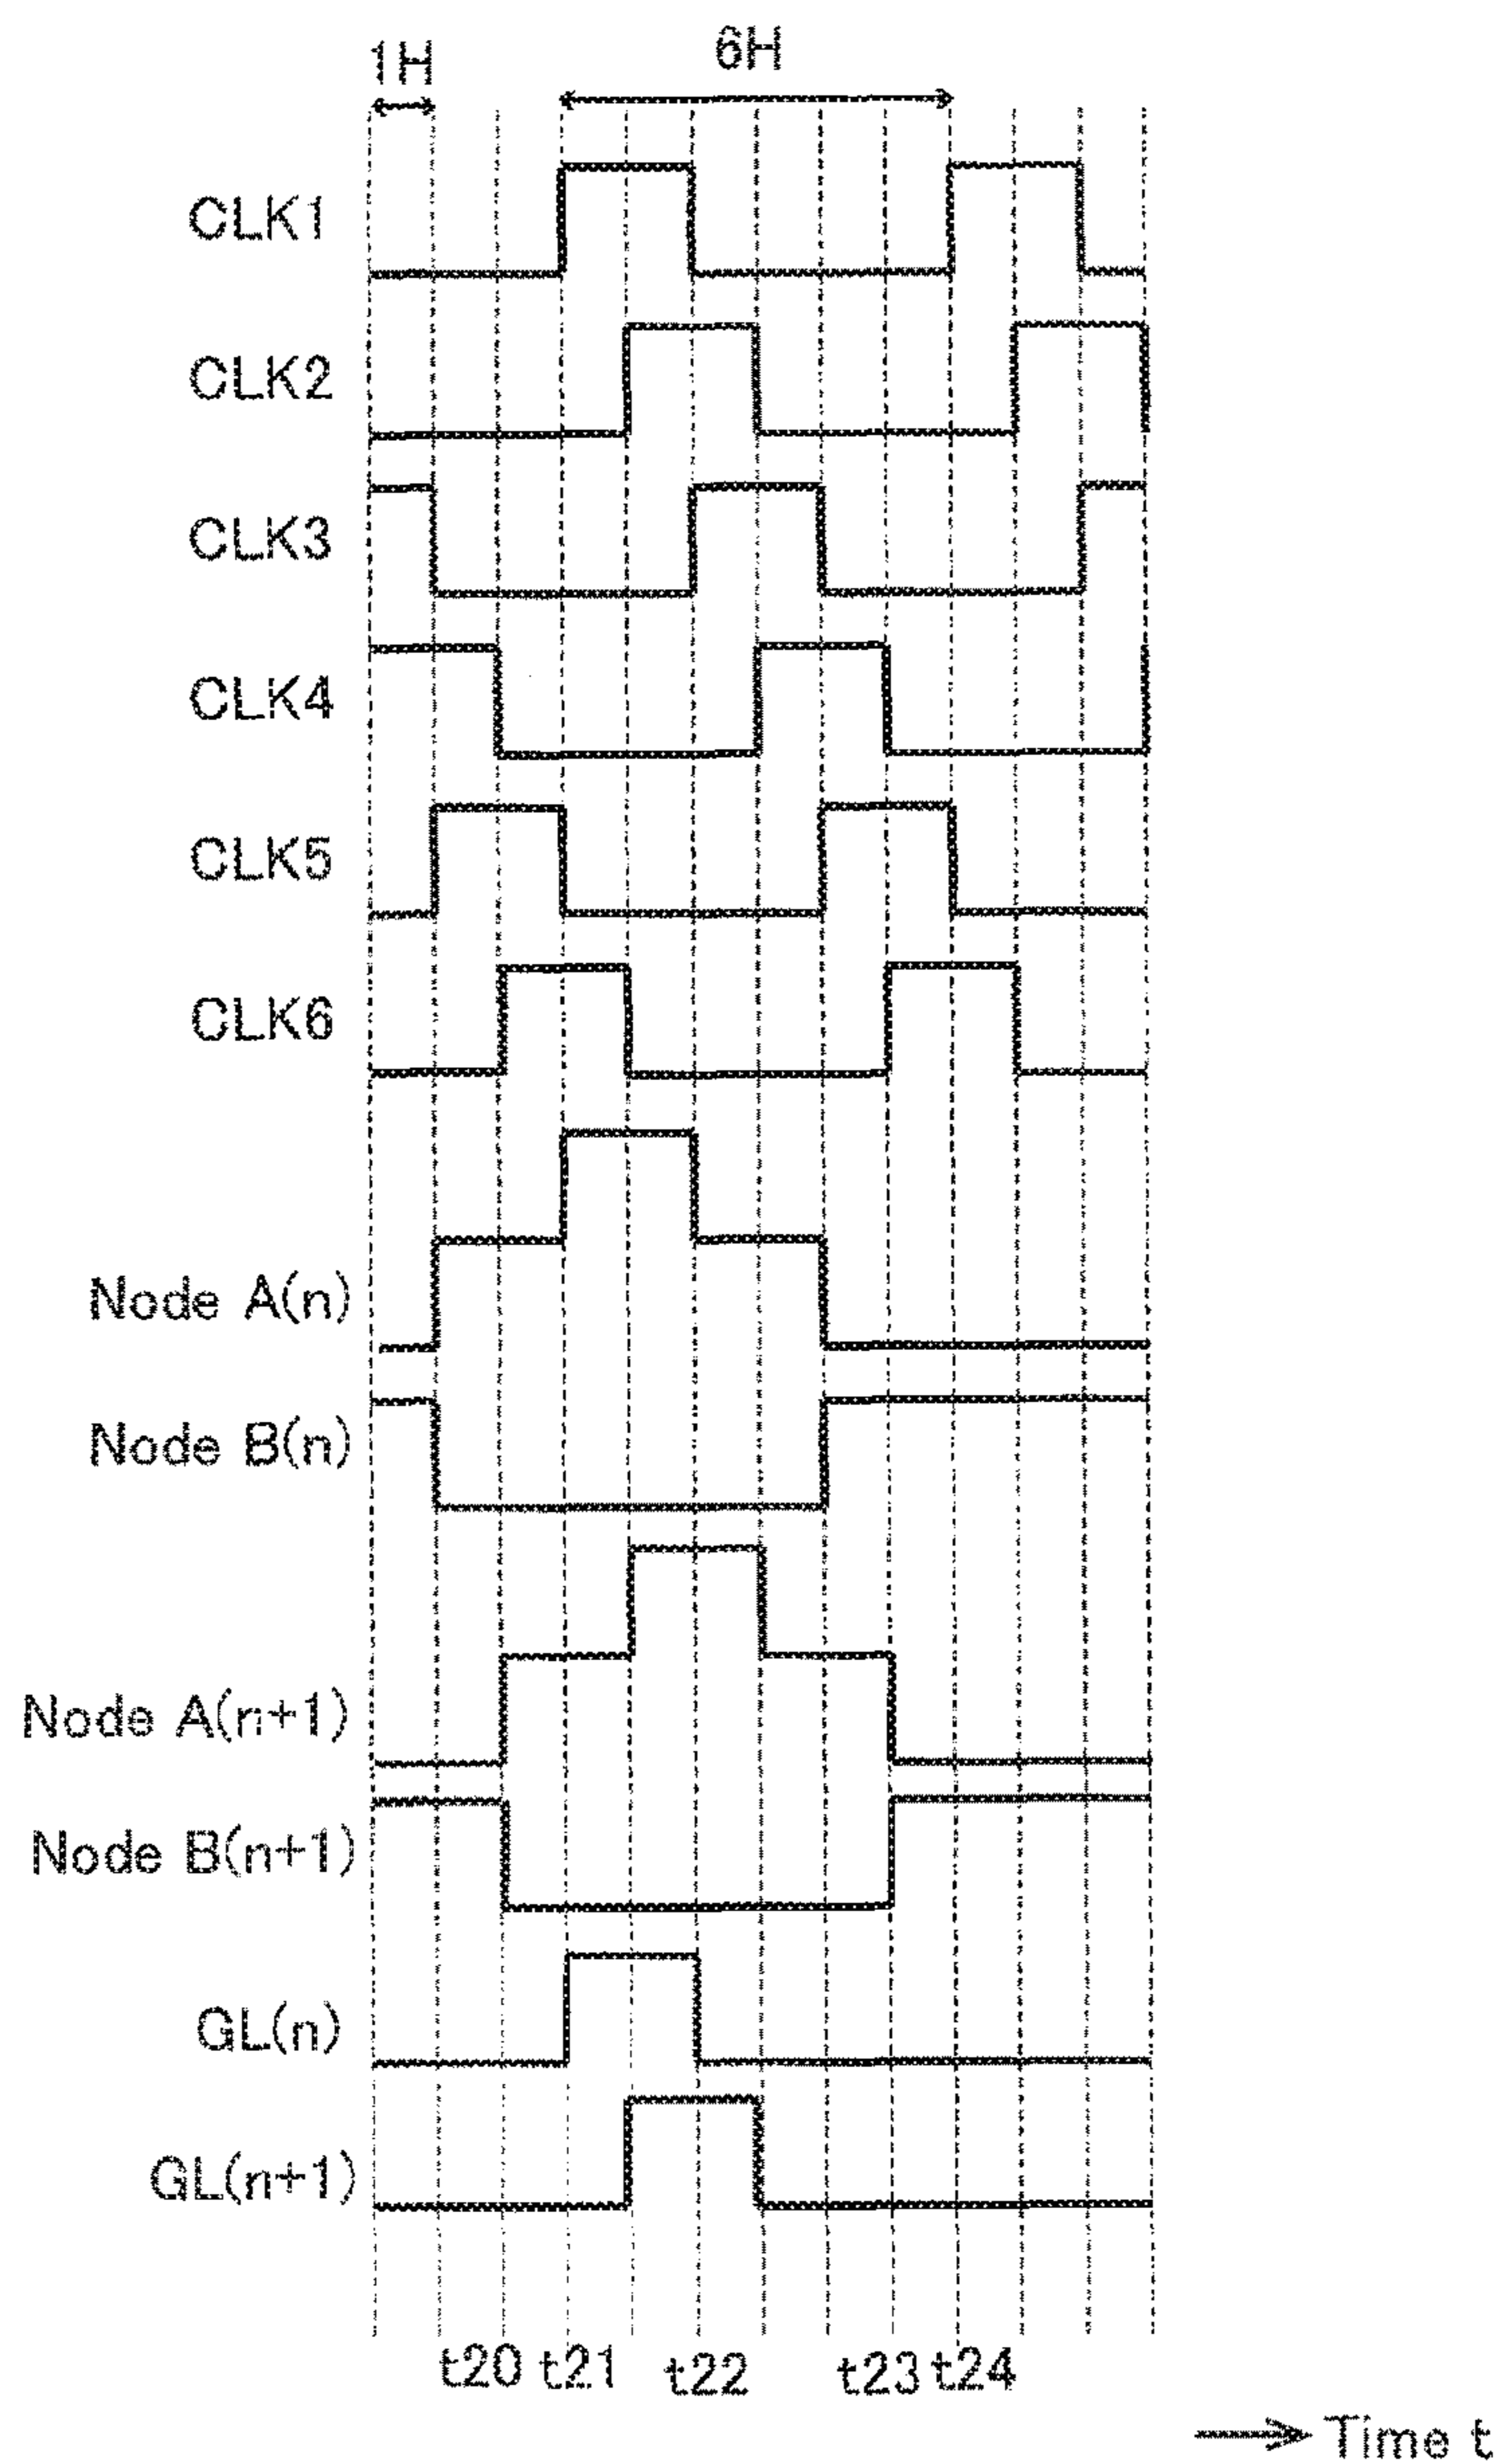 1H 6H
CLK1
CLK2
CLK3
CLK4
CLK5
CLK6
Node A(n)
Node B(n)
Node A(n+1)
Node B(n+1)
GL(n)
GL(n+1)
t20 t21 t22 t23 t24
Time t